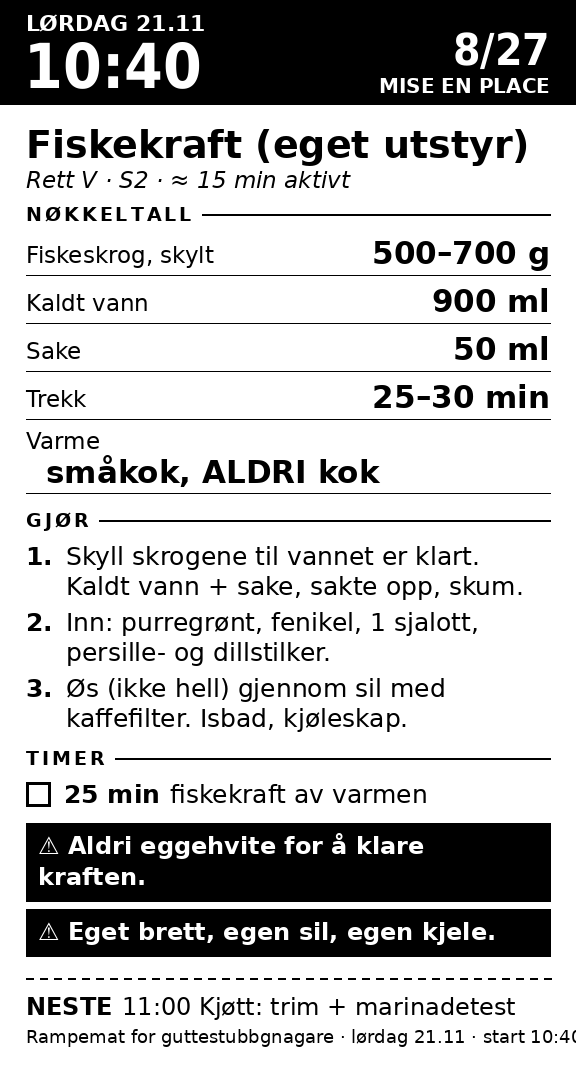 LØRDAG 21.11
10:40
8/27
MISE EN PLACE
Fiskekraft (eget utstyr)
Rett V · S2 · ≈ 15 min aktivt
NØKKELTALL
Fiskeskrog, skylt 500–700 g
Kaldt vann 900 ml
Sake 50 ml
Trekk 25–30 min
Varme
småkok, ALDRI kok
GJØR
1. Skyll skrogene til vannet er klart.
Kaldt vann + sake, sakte opp, skum.
2. Inn: purregrønt, fenikel, 1 sjalott,
persille- og dillstilker.
3. Øs (ikke hell) gjennom sil med
kaffefilter. Isbad, kjøleskap.
TIMER
☐ 25 min fiskekraft av varmen
⚠ Aldri eggehvite for å klare
kraften.
⚠ Eget brett, egen sil, egen kjele.
NESTE 11:00 Kjøtt: trim + marinadetest
Rampemat for guttestubbgnagare · lørdag 21.11 · start 10:40